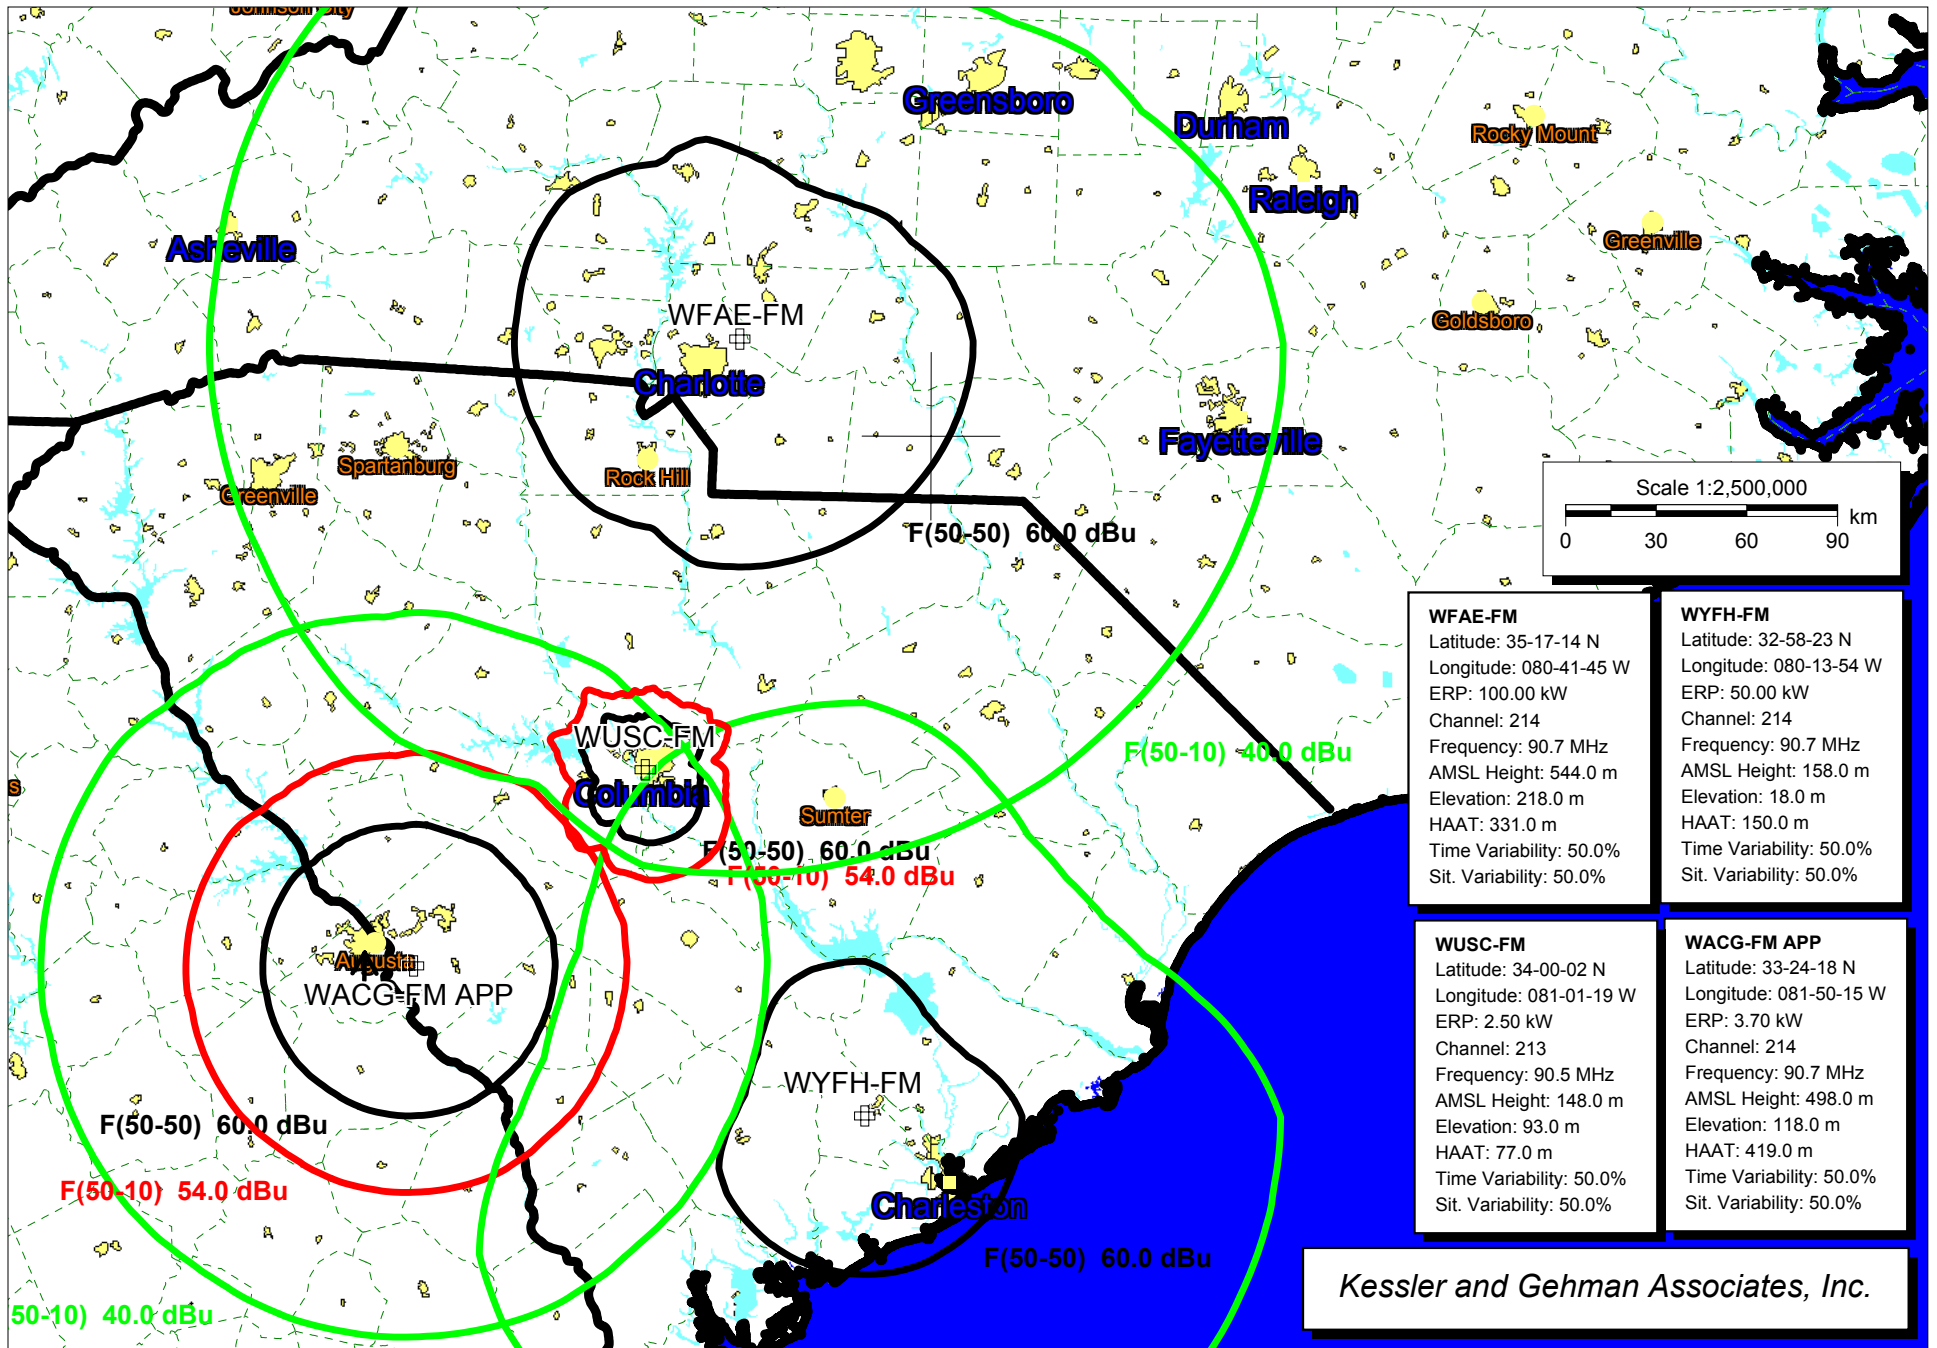 Johnson City
Greensboro
Durham
Rocky Mount
Raleigh
Asheville
Greenville
WFAE-FM
Goldsboro
Charlotte
Fayetteville
Spartanburg
Rock Hill
Greenville
F(50-50) 60.0 dBu
Scale 1:2,500,000
km
0 30 60 90
WFAE-FM
Latitude: 35-17-14 N
Longitude: 080-41-45 W
ERP: 100.00 kW
Channel: 214
Frequency: 90.7 MHz
AMSL Height: 544.0 m
Elevation: 218.0 m
HAAT: 331.0 m
Time Variability: 50.0%
Sit. Variability: 50.0%
WYFH-FM
Latitude: 32-58-23 N
Longitude: 080-13-54 W
ERP: 50.00 kW
Channel: 214
Frequency: 90.7 MHz
AMSL Height: 158.0 m
Elevation: 18.0 m
HAAT: 150.0 m
Time Variability: 50.0%
Sit. Variability: 50.0%
WUSC-FM
F(50-10) 40.0 dBu
s
Columbia
Sumter
F(50-50) 60.0 dBu
F(50-10) 54.0 dBu
Augusta
WACG-FM APP
WYFH-FM
F(50-50) 60.0 dBu
F(50-10) 54.0 dBu
Charleston
F(50-50) 60.0 dBu
50-10) 40.0 dBu
WUSC-FM
Latitude: 34-00-02 N
Longitude: 081-01-19 W
ERP: 2.50 kW
Channel: 213
Frequency: 90.5 MHz
AMSL Height: 148.0 m
Elevation: 93.0 m
HAAT: 77.0 m
Time Variability: 50.0%
Sit. Variability: 50.0%
WACG-FM APP
Latitude: 33-24-18 N
Longitude: 081-50-15 W
ERP: 3.70 kW
Channel: 214
Frequency: 90.7 MHz
AMSL Height: 498.0 m
Elevation: 118.0 m
HAAT: 419.0 m
Time Variability: 50.0%
Sit. Variability: 50.0%
Kessler and Gehman Associates, Inc.